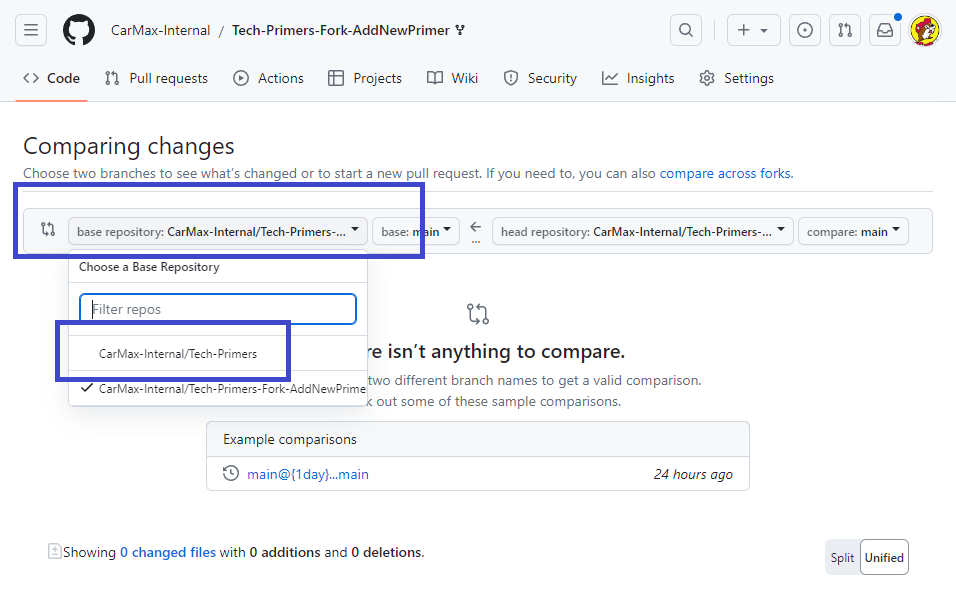 CarMax-Internal / Tech-Primers-Fork-AddNewPrimer
Code Pull requests Actions Projects Wiki Security Insights Settings
Comparing changes
Choose two branches to see what's changed or to start a new pull request. If you need to, you can also compare across forks.
base repository: CarMax-Internal/Tech-Primers-... base: main head repository: CarMax-Internal/Tech-Primers-... compare: main
Choose a Base Repository
Filter repos
CarMax-Internal/Tech-Primers
CarMax-Internal/Tech-Primers-Fork-AddNewPrime
isn't anything to compare.
two different branch names to get a valid comparison.
out some of these sample comparisons.
Example comparisons
main@{1day}...main 24 hours ago
Showing 0 changed files with 0 additions and 0 deletions.
Split Unified